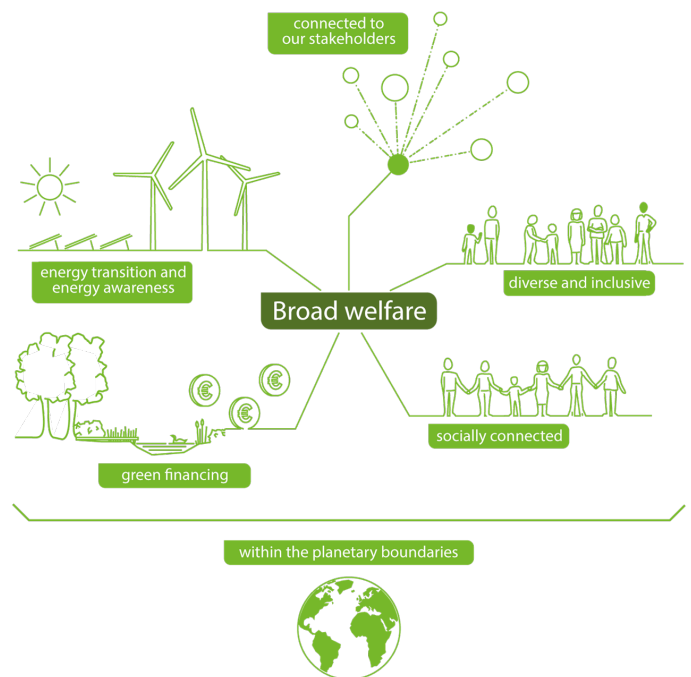 connected to
our stakeholders
energy transition and
energy awareness
diverse and inclusive
Broad welfare
€
€
€
socially connected
green financing
within the planetary boundaries